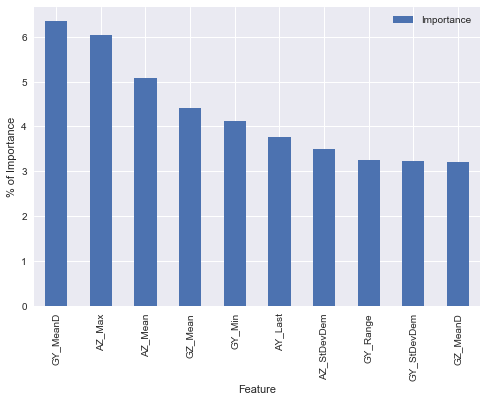 Importance
% of Importance
6
5
4
3
2
1
0
GY_MeanD
AZ_Max
AZ_Mean
GZ_Mean
GY_Min
AY_Last
AZ_StDevDem
GY_Range
GY_StDevDem
GZ_MeanD
Feature